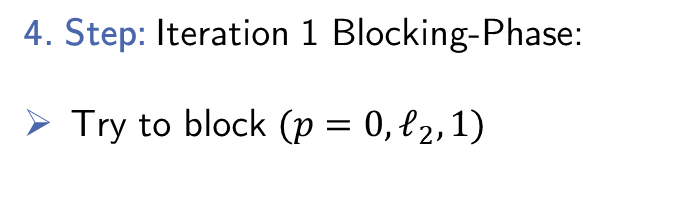 4. Step: Iteration 1 Blocking-Phase:
➢ Try to block (𝑝 = 0, ℓ₂, 1)